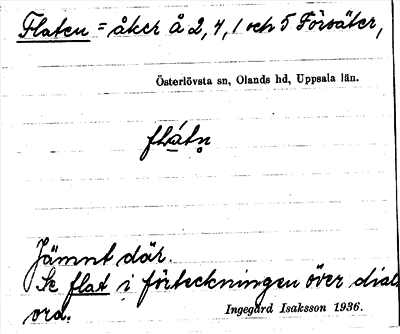 Flaten = åker å 2, 4, 1 och 5 Försäter,
Österlövsta sn, Olands hd, Uppsala län.
flátn̥
Jämnt där.
Se flat i förteckningen över dial.
ord.
Ingegärd Isaksson 1936.